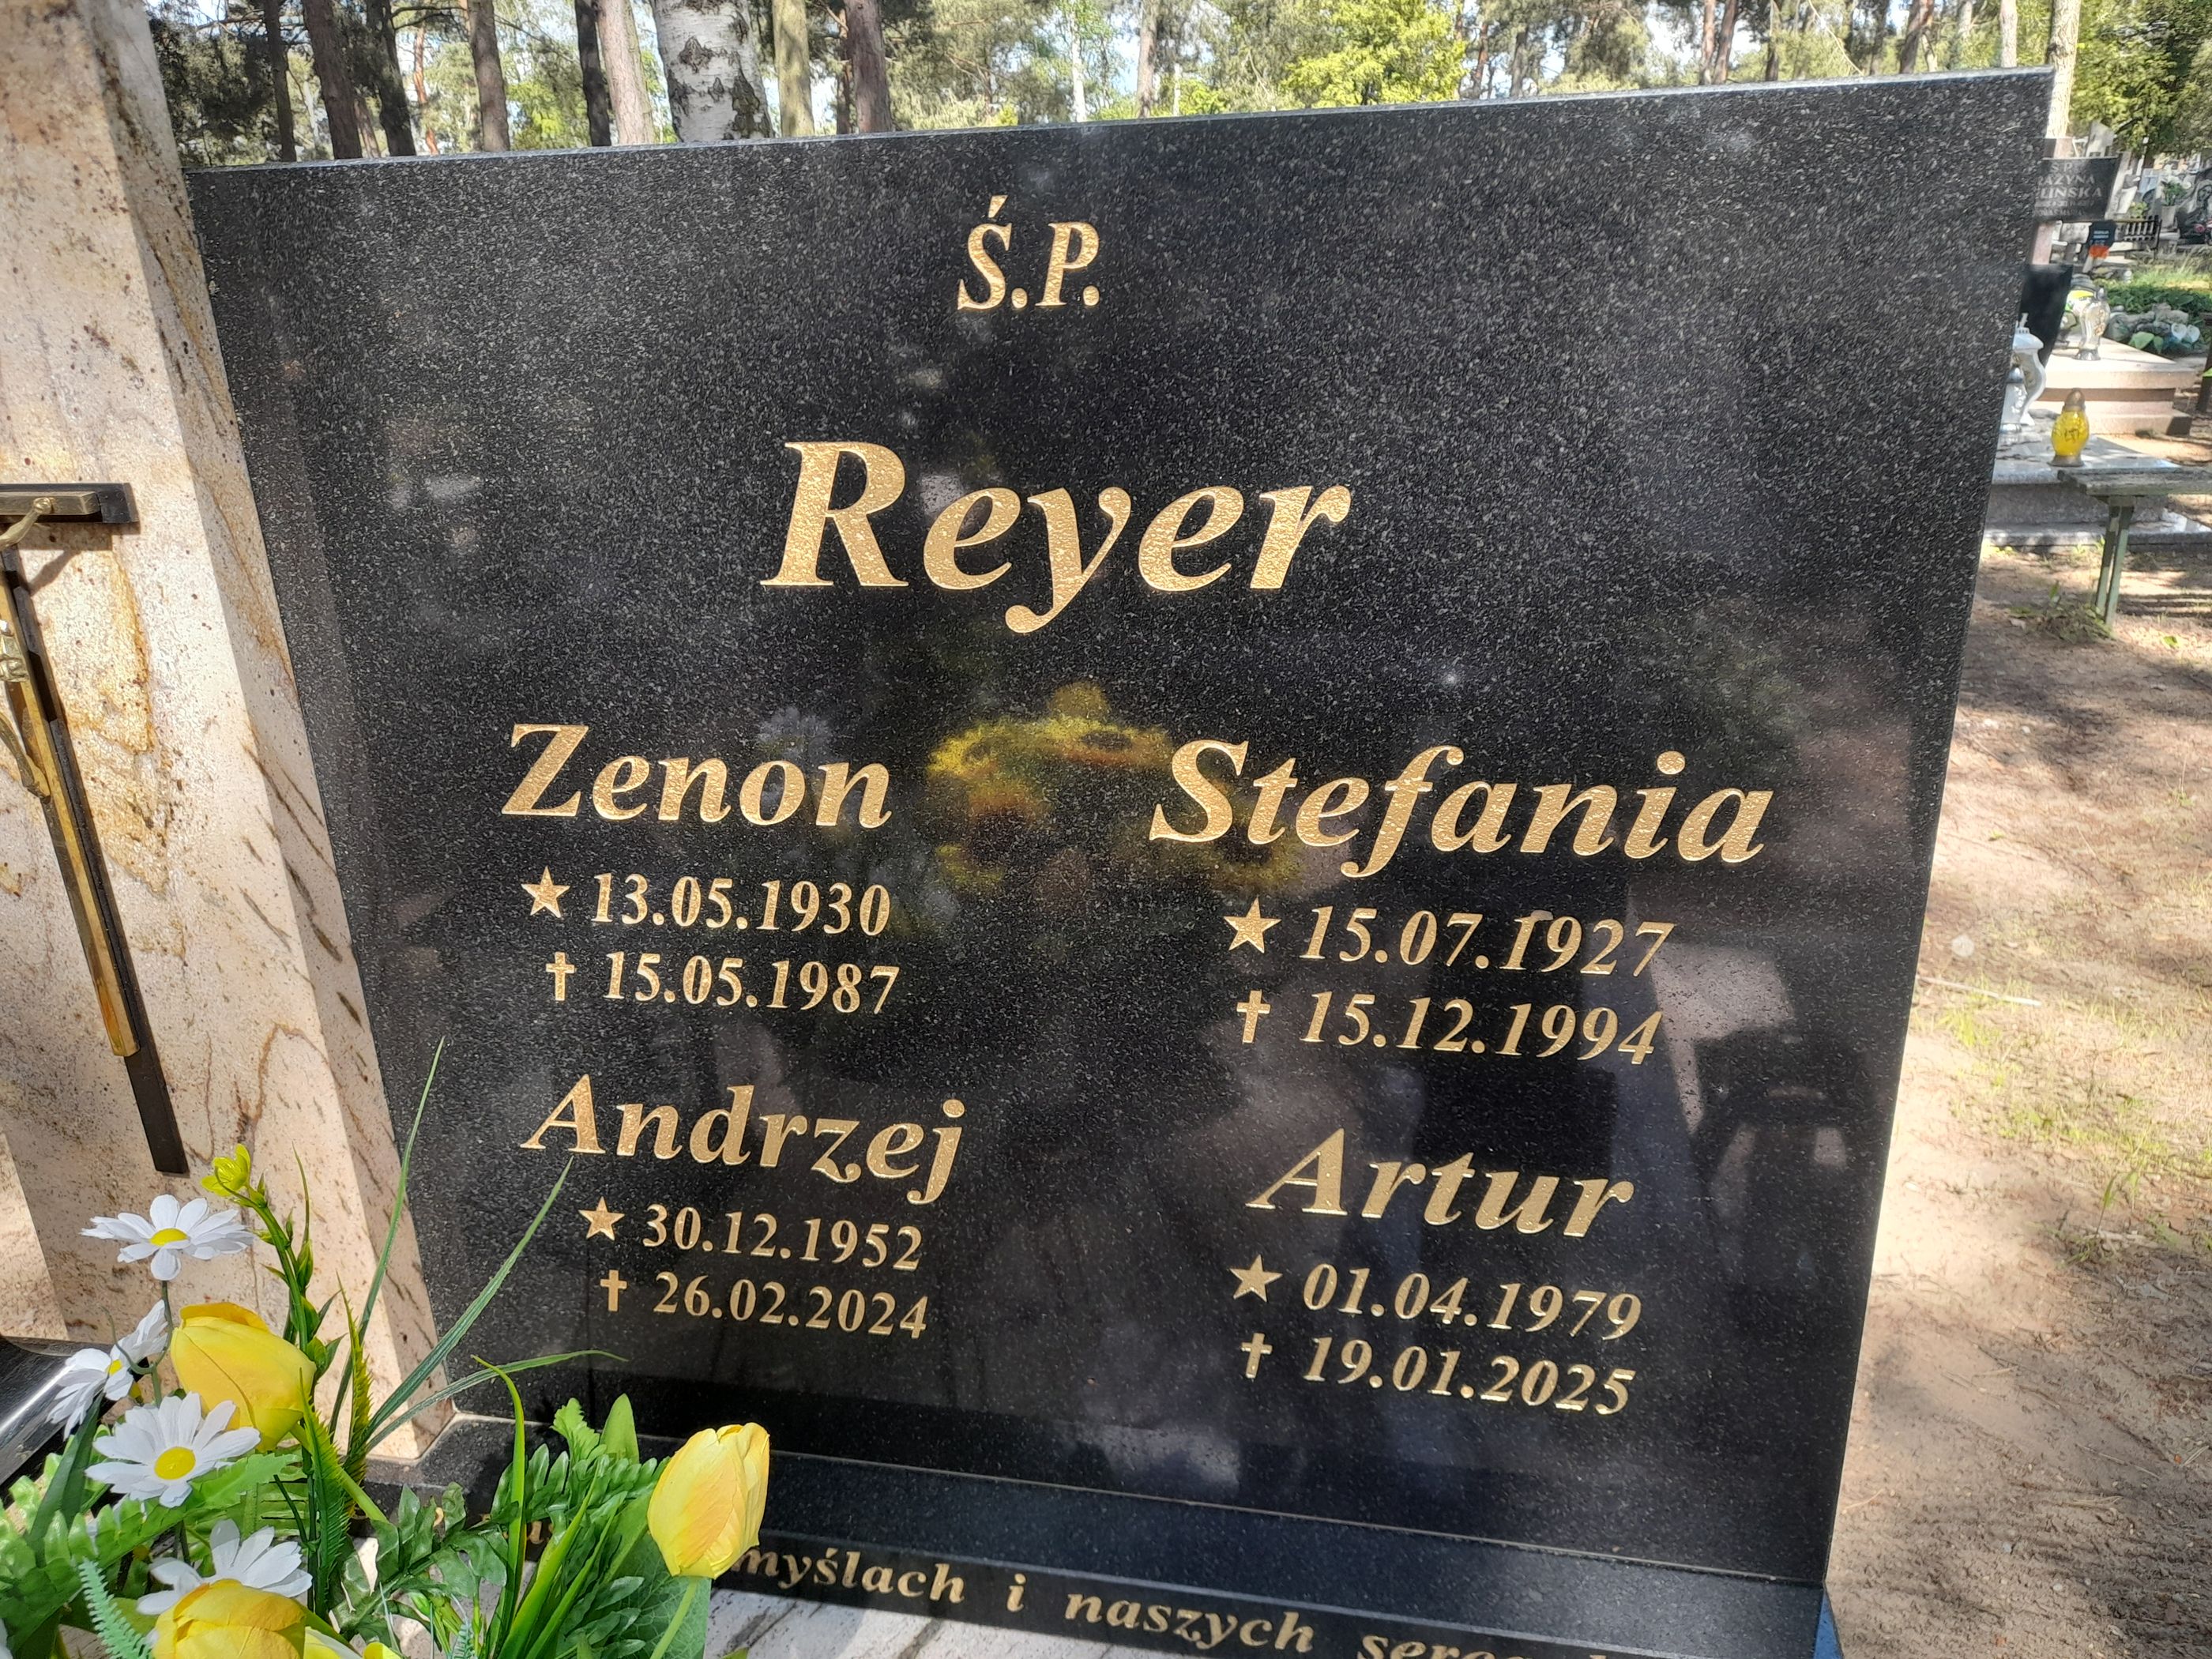 Ś.P.
Reyer
Zenon
★ 13.05.1930
✝ 15.05.1987
Stefania
★ 15.07.1927
✝ 15.12.1994
Andrzej
★ 30.12.1952
✝ 26.02.2024
Artur
★ 01.04.1979
✝ 19.01.2025
myślach i naszych